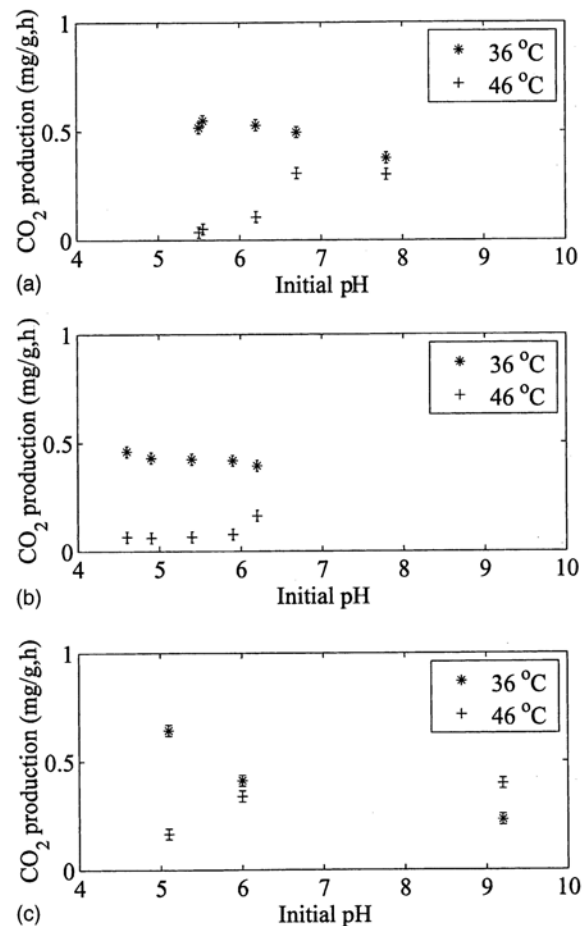 1
0.5
0
CO₂ production (mg/g,h)
* 36 °C
+ 46 °C
4 5 6 7 8 9 10
Initial pH
(a)
1
0.5
0
CO₂ production (mg/g,h)
* 36 °C
+ 46 °C
4 5 6 7 8 9 10
Initial pH
(b)
1
0.5
0
CO₂ production (mg/g,h)
* 36 °C
+ 46 °C
4 5 6 7 8 9 10
Initial pH
(c)